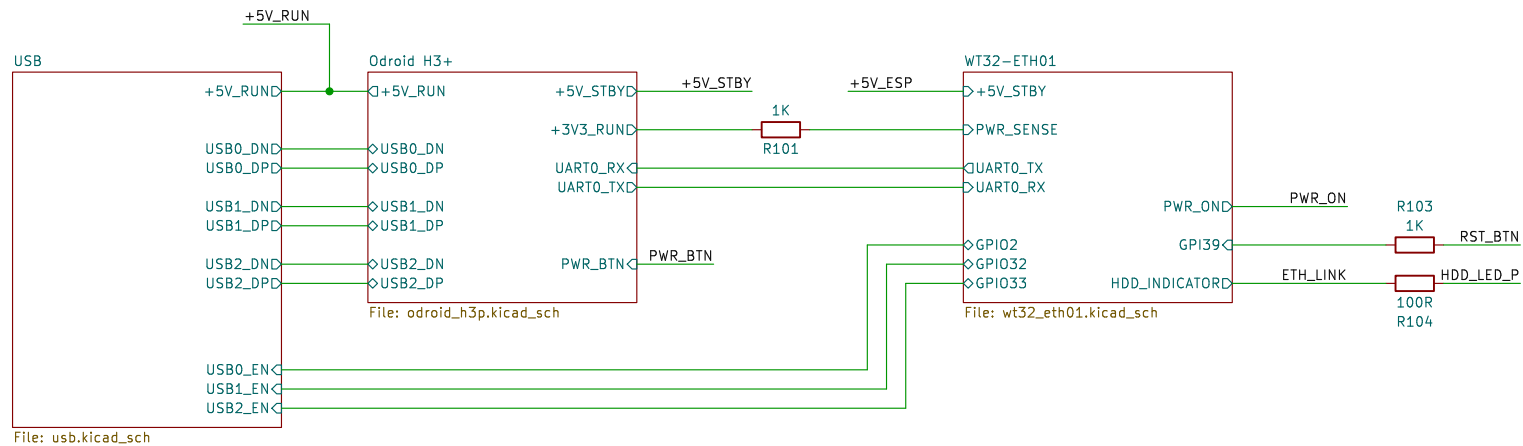 +5V_RUN
USB
+5V_RUN
USB0_DN
USB0_DP
USB1_DN
USB1_DP
USB2_DN
USB2_DP
USB0_EN
USB1_EN
USB2_EN
File: usb.kicad_sch
Odroid H3+
+5V_RUN
USB0_DN
USB0_DP
USB1_DN
USB1_DP
USB2_DN
USB2_DP
+5V_STBY
+3V3_RUN
UART0_RX
UART0_TX
PWR_BTN
File: odroid_h3p.kicad_sch
+5V_STBY
1K
R101
PWR_BTN
+5V_ESP
WT32-ETH01
+5V_STBY
PWR_SENSE
UART0_TX
UART0_RX
GPIO2
GPIO32
GPIO33
PWR_ON
GPI39
HDD_INDICATOR
File: wt32_eth01.kicad_sch
PWR_ON
R103
1K
RST_BTN
ETH_LINK
HDD_LED_P
100R
R104